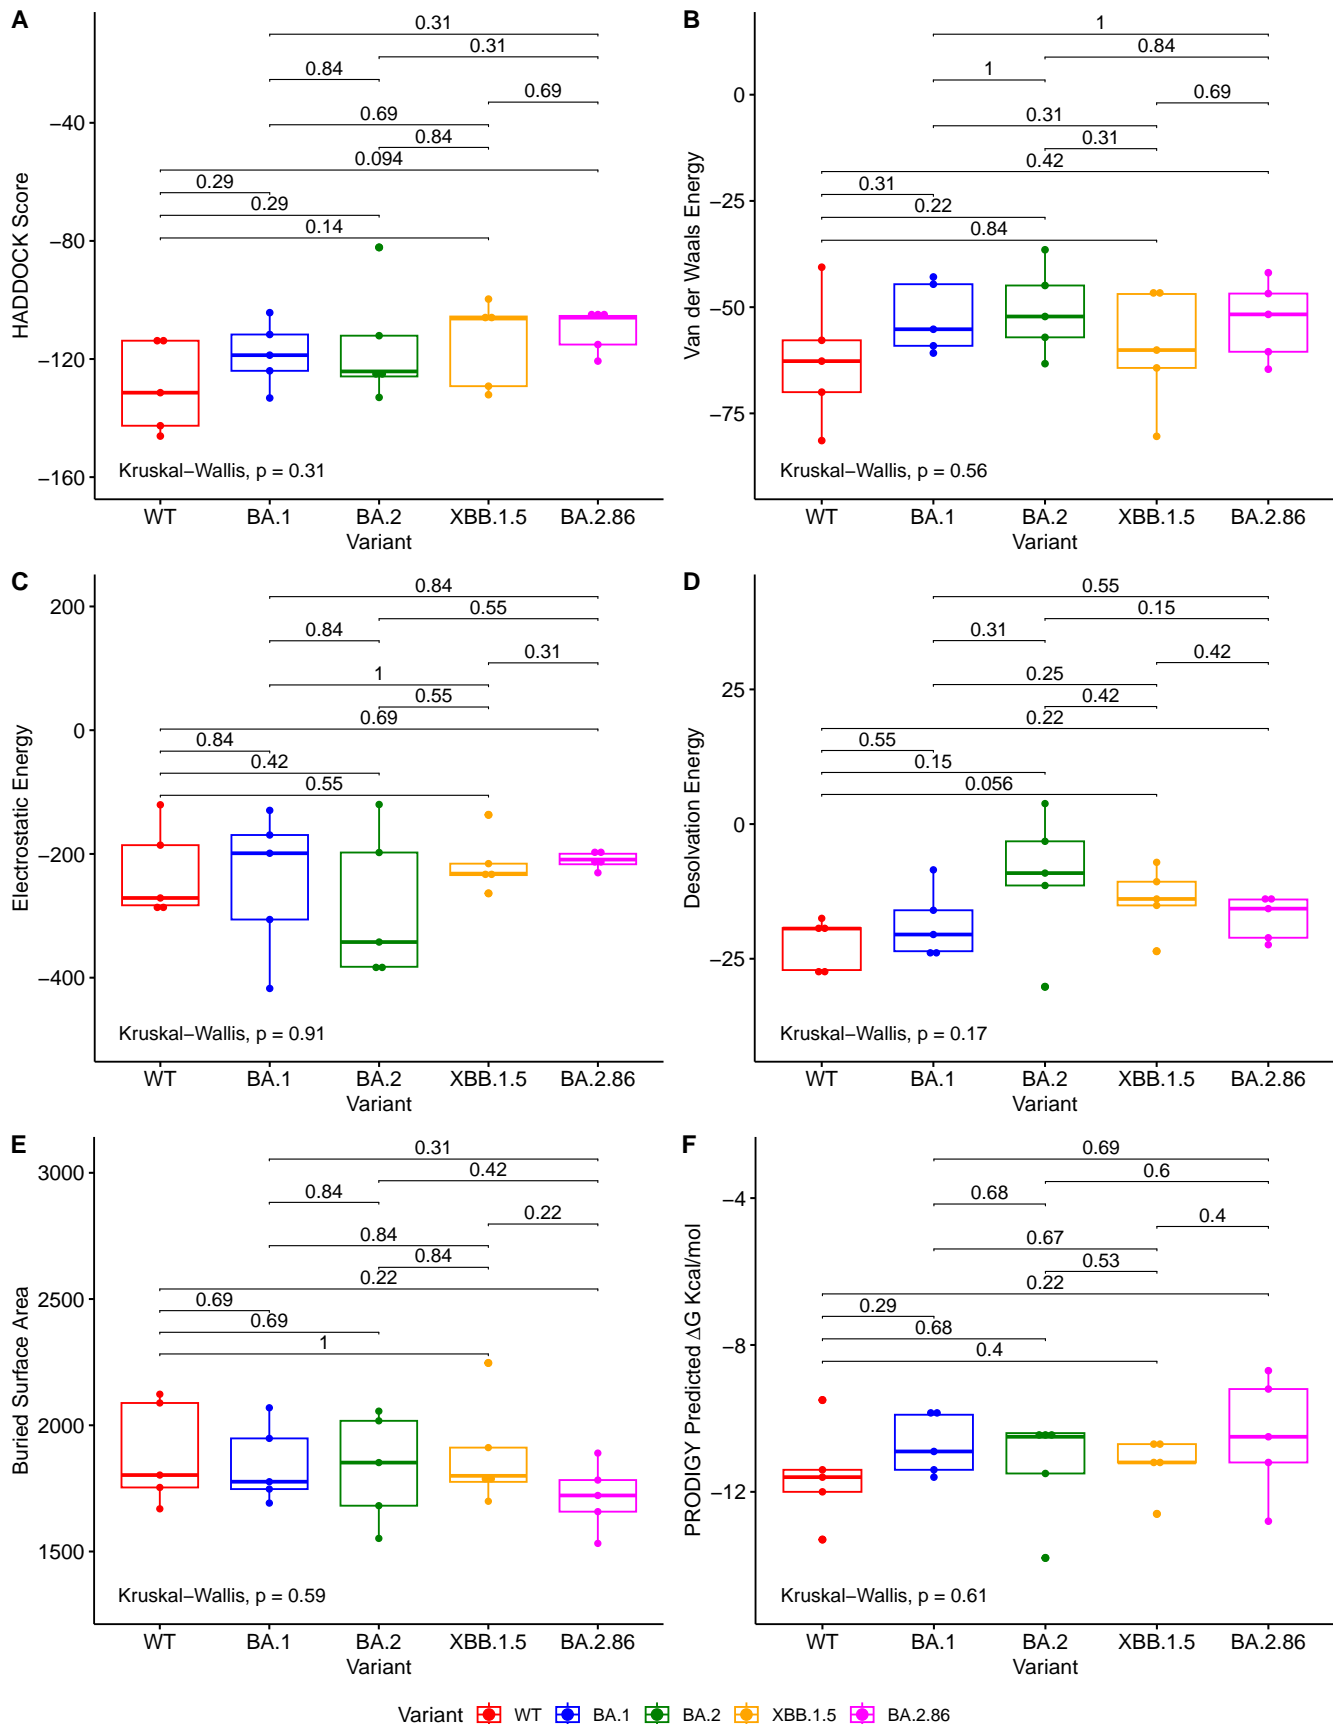 A
0.31
0.31
0.84
0.69
0.69
0.84
0.094
0.29
0.29
0.14
−40
−80
−120
−160
HADDOCK Score
Kruskal−Wallis, p = 0.31
WT BA.1 BA.2 XBB.1.5 BA.2.86
Variant
B
1
0.84
1
0.69
0.31
0.31
0.42
0.31
0.22
0.84
0
−25
−50
−75
Van der Waals Energy
Kruskal−Wallis, p = 0.56
WT BA.1 BA.2 XBB.1.5 BA.2.86
Variant
C
0.84
0.55
0.84
0.31
1
0.55
0.69
0.84
0.42
0.55
200
0
−200
−400
Electrostatic Energy
Kruskal−Wallis, p = 0.91
WT BA.1 BA.2 XBB.1.5 BA.2.86
Variant
D
0.55
0.15
0.31
0.42
0.25
0.42
0.22
0.55
0.15
0.056
25
0
−25
Desolvation Energy
Kruskal−Wallis, p = 0.17
WT BA.1 BA.2 XBB.1.5 BA.2.86
Variant
E
0.31
0.42
0.84
0.22
0.84
0.84
0.22
0.69
0.69
1
3000
2500
2000
1500
Buried Surface Area
Kruskal−Wallis, p = 0.59
WT BA.1 BA.2 XBB.1.5 BA.2.86
Variant
F
0.69
0.6
0.68
0.4
0.67
0.53
0.22
0.29
0.68
0.4
−4
−8
−12
PRODIGY Predicted ΔG Kcal/mol
Kruskal−Wallis, p = 0.61
WT BA.1 BA.2 XBB.1.5 BA.2.86
Variant
Variant WT BA.1 BA.2 XBB.1.5 BA.2.86